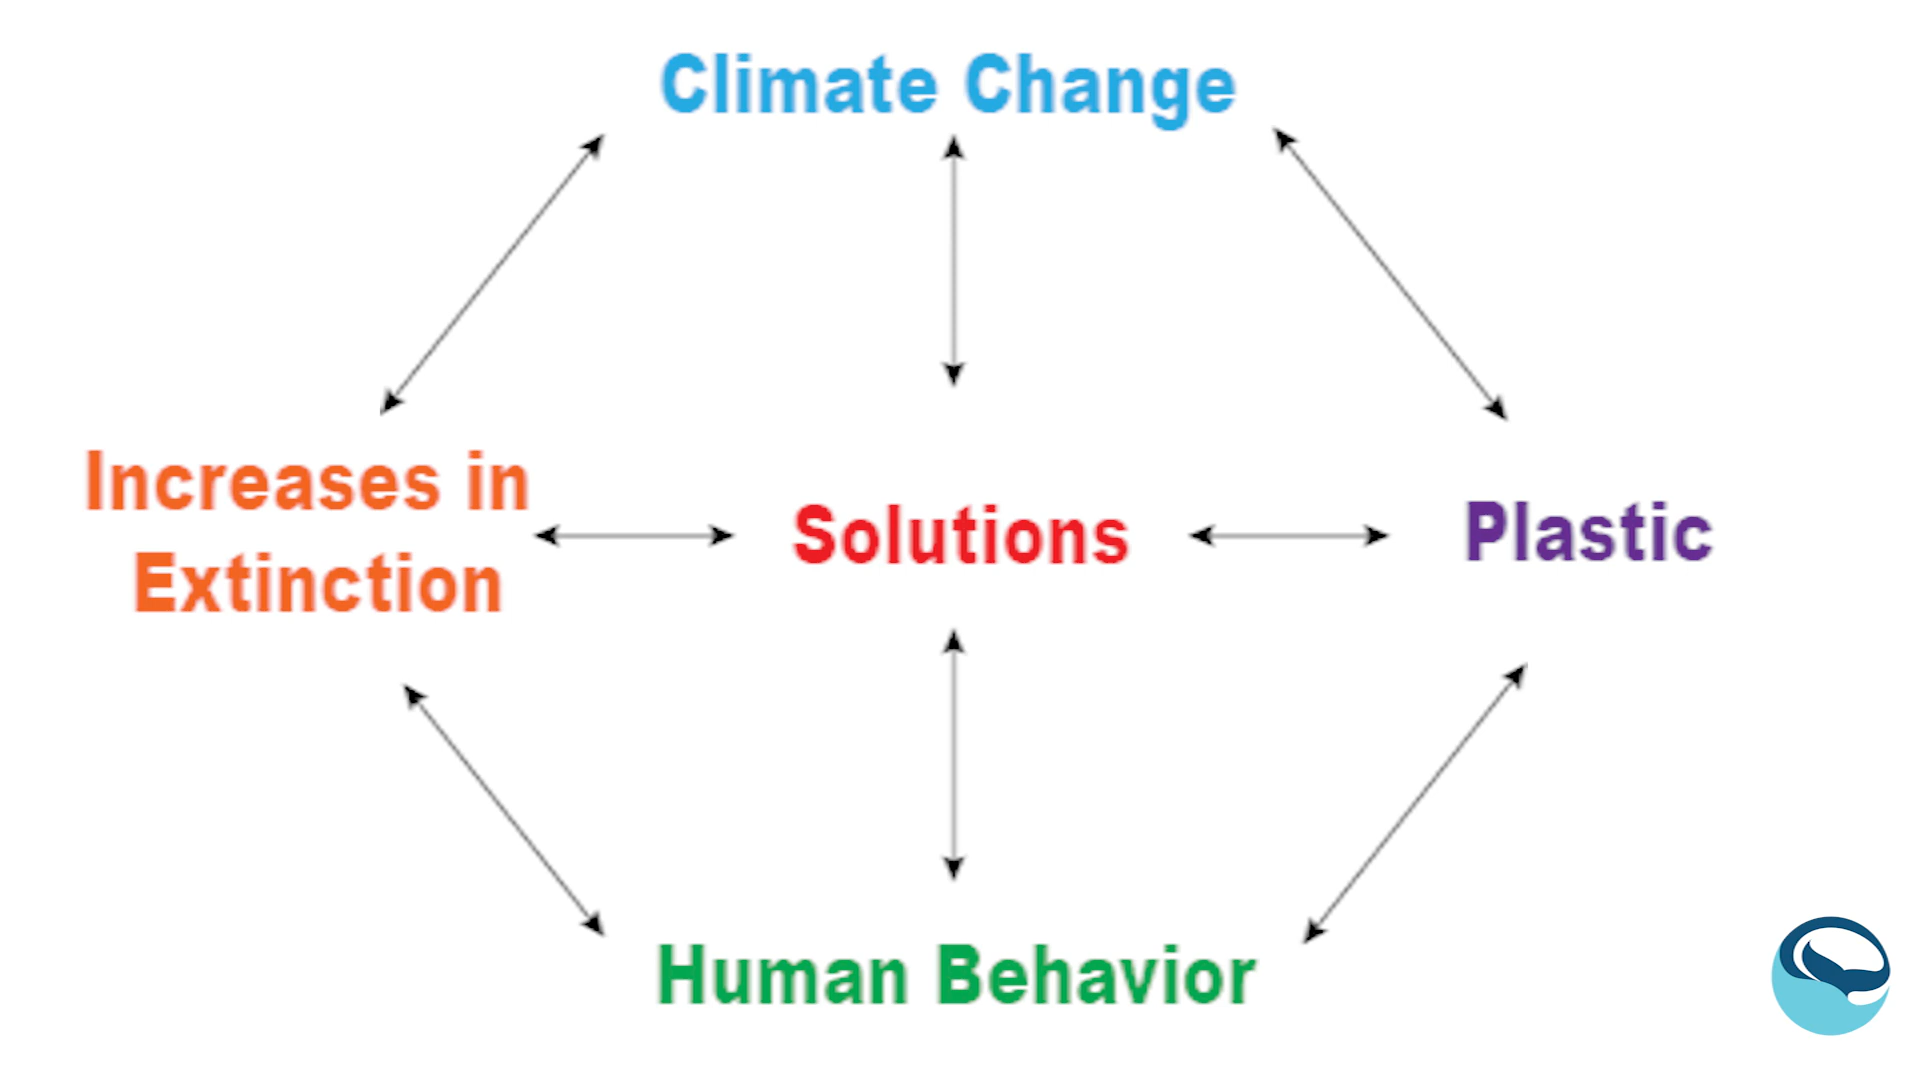 Climate Change
Increases in
Extinction
Solutions
Plastic
Human Behavior